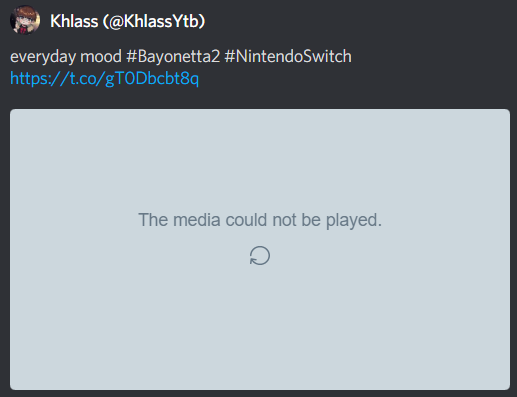 Khlass (@KhlassYtb)
everyday mood #Bayonetta2 #NintendoSwitch
https://t.co/gT0Dbcbt8q
The media could not be played.